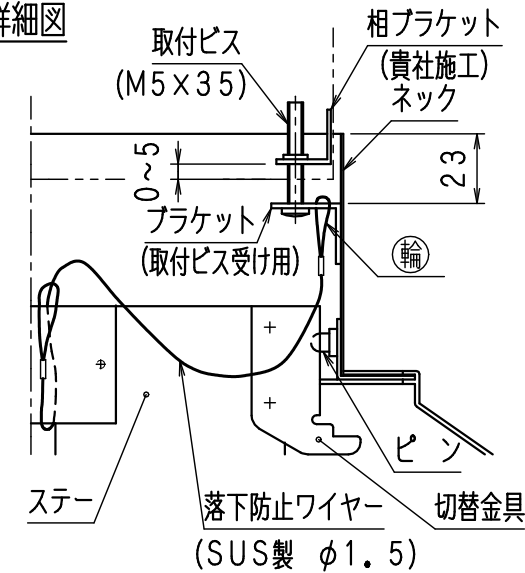 詳細図
取付ビス
(M5×35)
相ブラケット
(貴社施工)
ネック
0~5
23
ブラケット
(取付ビス受け用)
輪
ピン
ステー
落下防止ワイヤー
(SUS製 φ1.5)
切替金具